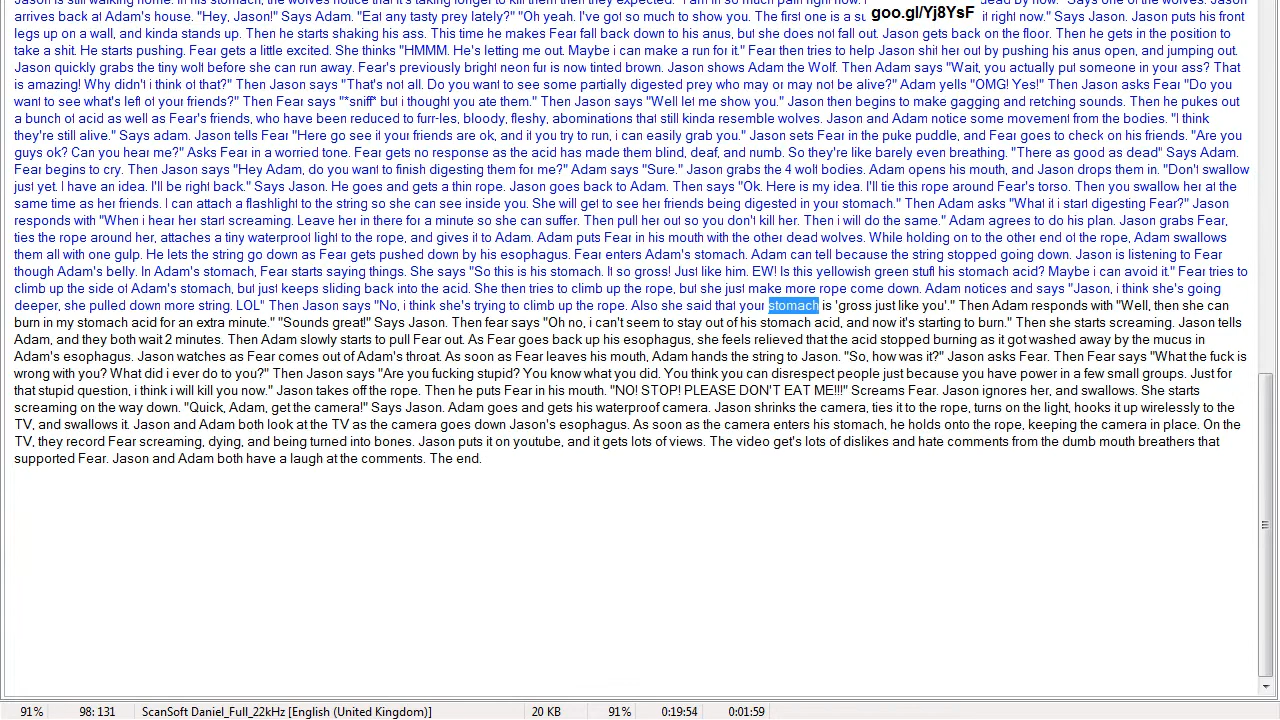 arrives back at Adam's house. "Hey, Jason!" Says Adam. "Eat any tasty prey lately?" "Oh yeah. I've got so much to show you. The first one is a su goo.gl/Yj8YsF it right now." Says Jason. Jason puts his front
legs up on a wall, and kinda stands up. Then he starts shaking his ass. This time he makes Fear fall back down to his anus, but she does not fall out. Jason gets back on the floor. Then he gets in the position to
take a shit. He starts pushing. Fear gets a little excited. She thinks "HMMM. He's letting me out. Maybe i can make a run for it." Fear then tries to help Jason shit her out by pushing his anus open, and jumping out.
Jason quickly grabs the tiny wolf before she can run away. Fear's previously bright neon fur is now tinted brown. Jason shows Adam the Wolf. Then Adam says "Wait, you actually put someone in your ass? That
is amazing! Why didn't i think of that?" Then Jason says "That's not all. Do you want to see some partially digested prey who may or may not be alive?" Adam yells "OMG! Yes!" Then Jason asks Fear "Do you
want to see what's left of your friends?" Then Fear says "*sniff* but i thought you ate them." Then Jason says "Well let me show you." Jason then begins to make gagging and retching sounds. Then he pukes out
a bunch of acid as well as Fear's friends, who have been reduced to furr-les, bloody, fleshy, abominations that still kinda resemble wolves. Jason and Adam notice some movement from the bodies. "I think
they're still alive." Says adam. Jason tells Fear "Here go see if your friends are ok, and if you try to run, i can easily grab you." Jason sets Fear in the puke puddle, and Fear goes to check on his friends. "Are you
guys ok? Can you hear me?" Asks Fear in a worried tone. Fear gets no response as the acid has made them blind, deaf, and numb. So they're like barely even breathing. "There as good as dead" Says Adam.
Fear begins to cry. Then Jason says "Hey Adam, do you want to finish digesting them for me?" Adam says "Sure." Jason grabs the 4 wolf bodies. Adam opens his mouth, and Jason drops them in. "Don't swallow
just yet. I have an idea. I'll be right back." Says Jason. He goes and gets a thin rope. Jason goes back to Adam. Then says "Ok. Here is my idea. I'll tie this rope around Fear's torso. Then you swallow her at the
same time as her friends. I can attach a flashlight to the string so she can see inside you. She will get to see her friends being digested in your stomach." Then Adam asks "What if i start digesting Fear?" Jason
responds with "When i hear her start screaming. Leave her in there for a minute so she can suffer. Then pull her out so you don't kill her. Then i will do the same." Adam agrees to do his plan. Jason grabs Fear,
ties the rope around her, attaches a tiny waterproof light to the rope, and gives it to Adam. Adam puts Fear in his mouth with the other dead wolves. While holding on to the other end of the rope, Adam swallows
them all with one gulp. He lets the string go down as Fear gets pushed down by his esophagus. Fear enters Adam's stomach. Adam can tell because the string stopped going down. Jason is listening to Fear
though Adam's belly. In Adam's stomach, Fear starts saying things. She says "So this is his stomach. It so gross! Just like him. EW! Is this yellowish green stuff his stomach acid? Maybe i can avoid it." Fear tries to
climb up the side of Adam's stomach, but just keeps sliding back into the acid. She then tries to climb up the rope, but she just make more rope come down. Adam notices and says "Jason, i think she's going
deeper, she pulled down more string. LOL" Then Jason says "No, i think she's trying to climb up the rope. Also she said that your stomach is 'gross just like you'." Then Adam responds with "Well, then she can
burn in my stomach acid for an extra minute." "Sounds great!" Says Jason. Then fear says "Oh no, i can't seem to stay out of his stomach acid, and now it's starting to burn." Then she starts screaming. Jason tells
Adam, and they both wait 2 minutes. Then Adam slowly starts to pull Fear out. As Fear goes back up his esophagus, she feels relieved that the acid stopped burning as it got washed away by the mucus in
Adam's esophagus. Jason watches as Fear comes out of Adam's throat. As soon as Fear leaves his mouth, Adam hands the string to Jason. "So, how was it?" Jason asks Fear. Then Fear says "What the fuck is
wrong with you? What did i ever do to you?" Then Jason says "Are you fucking stupid? You know what you did. You think you can disrespect people just because you have power in a few small groups. Just for
that stupid question, i think i will kill you now." Jason takes off the rope. Then he puts Fear in his mouth. "NO! STOP! PLEASE DON'T EAT ME!!!" Screams Fear. Jason ignores her, and swallows. She starts
screaming on the way down. "Quick, Adam, get the camera!" Says Jason. Adam goes and gets his waterproof camera. Jason shrinks the camera, ties it to the rope, turns on the light, hooks it up wirelessly to the
TV, and swallows it. Jason and Adam both look at the TV as the camera goes down Jason's esophagus. As soon as the camera enters his stomach, he holds onto the rope, keeping the camera in place. On the
TV, they record Fear screaming, dying, and being turned into bones. Jason puts it on youtube, and it gets lots of views. The video get's lots of dislikes and hate comments from the dumb mouth breathers that
supported Fear. Jason and Adam both have a laugh at the comments. The end.
91% 98: 131 ScanSoft Daniel_Full_22kHz [English (United Kingdom)] 20 KB 91% 0:19:54 0:01:59